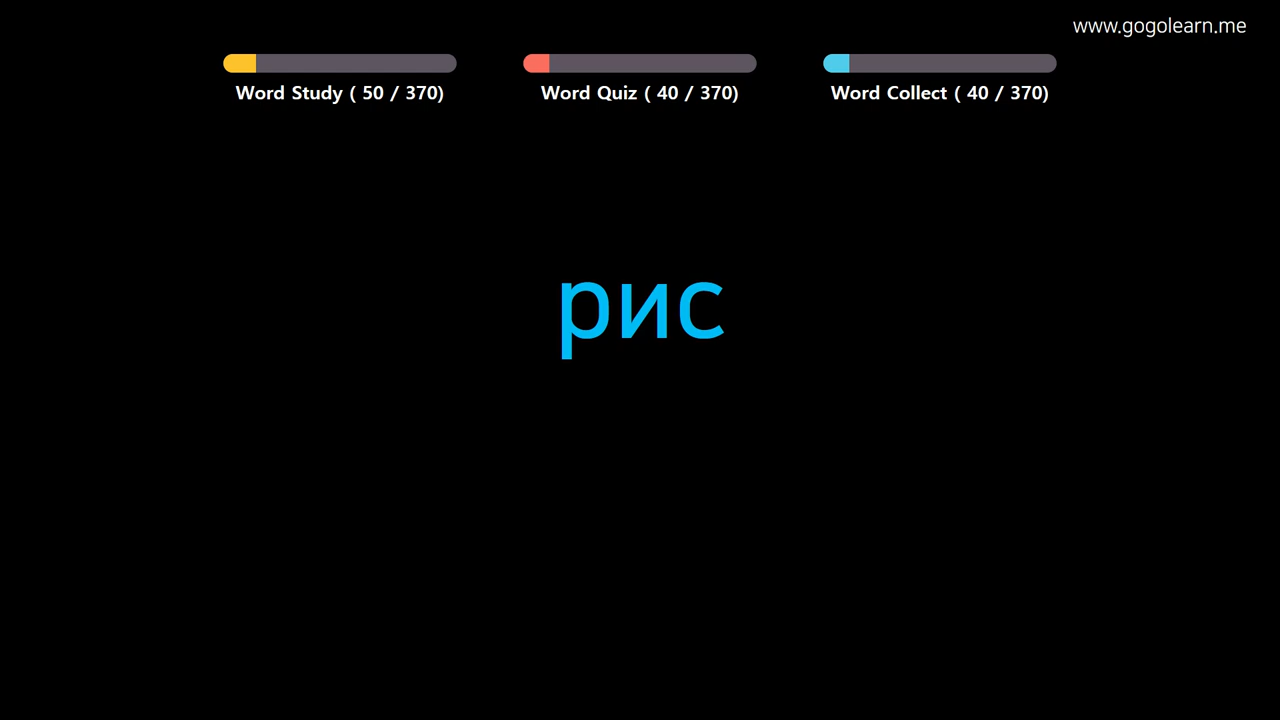 www.gogolearn.me
Word Study ( 50 / 370)
Word Quiz ( 40 / 370)
Word Collect ( 40 / 370)
рис